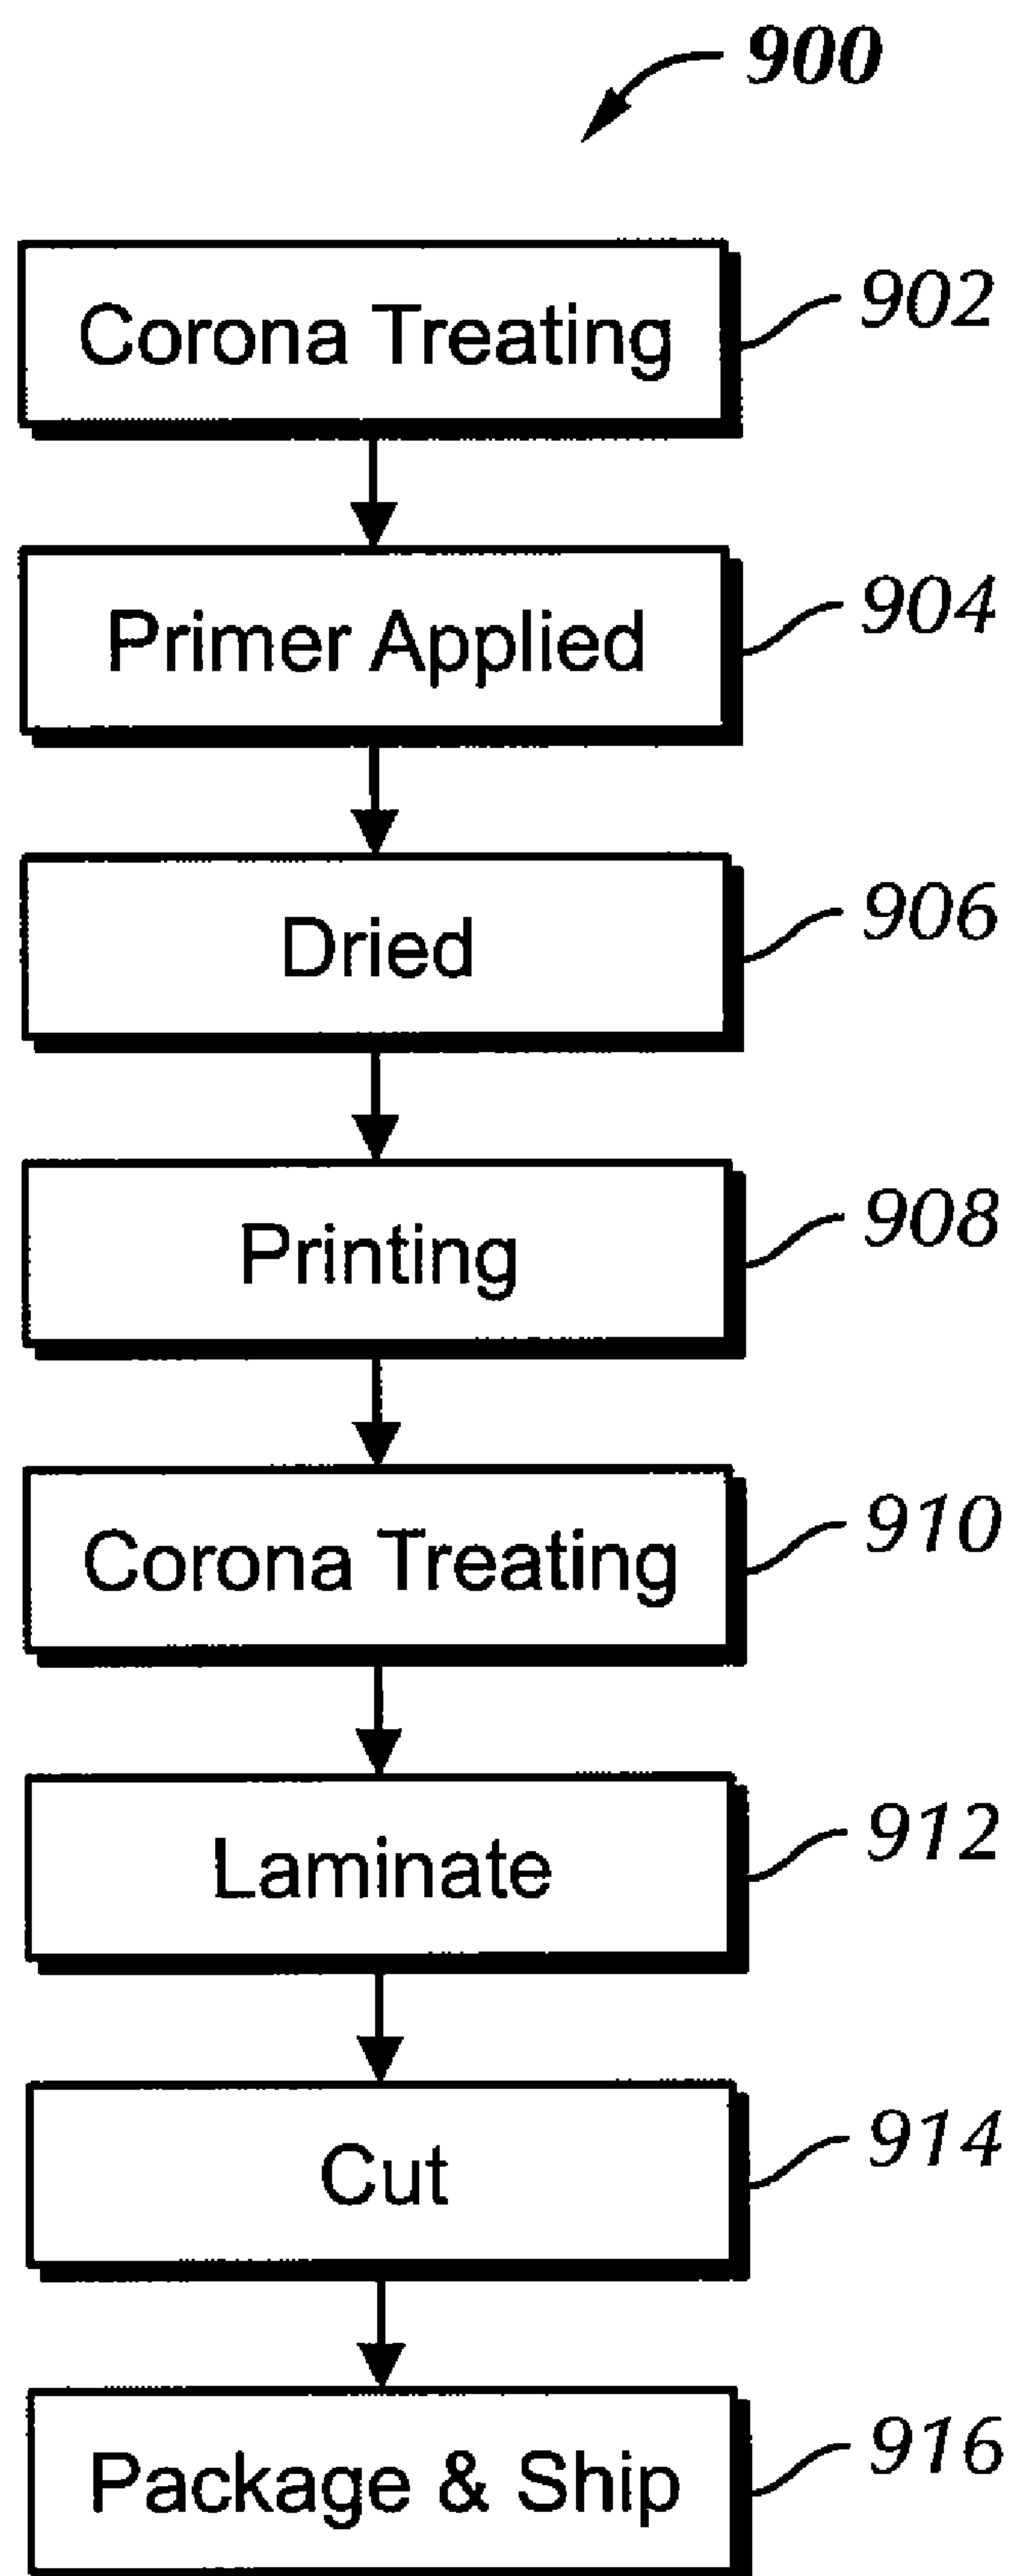 900
Corona Treating 902
Primer Applied 904
Dried 906
Printing 908
Corona Treating 910
Laminate 912
Cut 914
Package & Ship 916